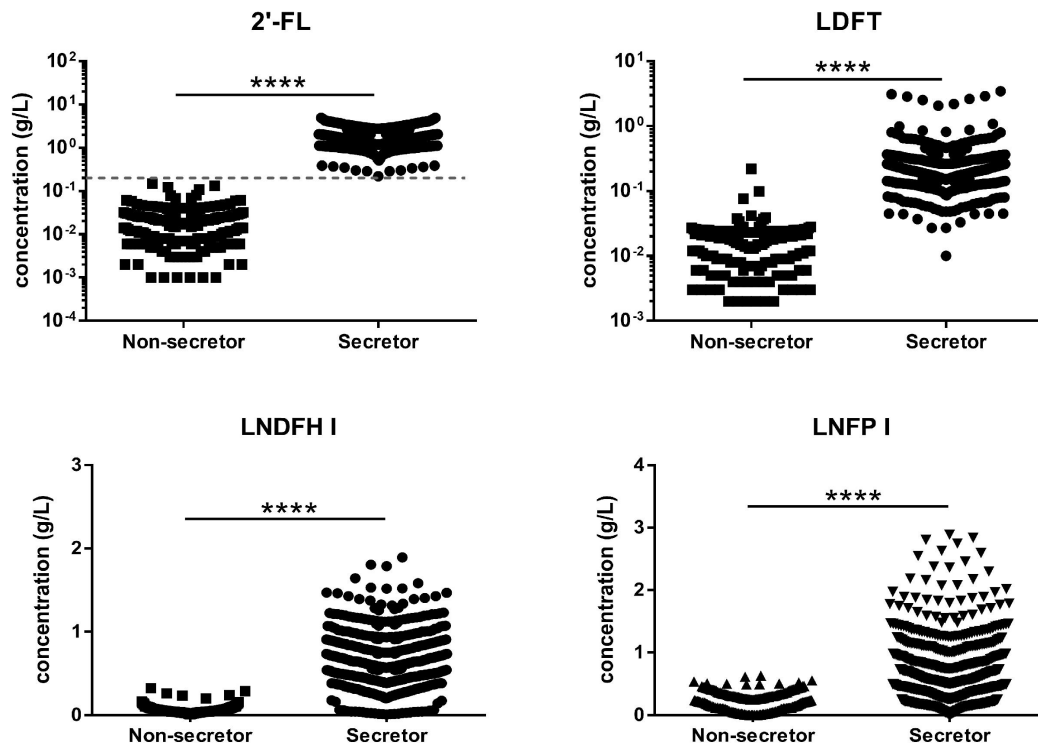 2'-FL
****
concentration (g/L)
10²
10¹
10⁰
10⁻¹
10⁻²
10⁻³
10⁻⁴
Non-secretor Secretor
LDFT
****
concentration (g/L)
10¹
10⁰
10⁻¹
10⁻²
10⁻³
Non-secretor Secretor
LNDFH I
****
concentration (g/L)
3
2
1
0
Non-secretor Secretor
LNFP I
****
concentration (g/L)
4
3
2
1
0
Non-secretor Secretor